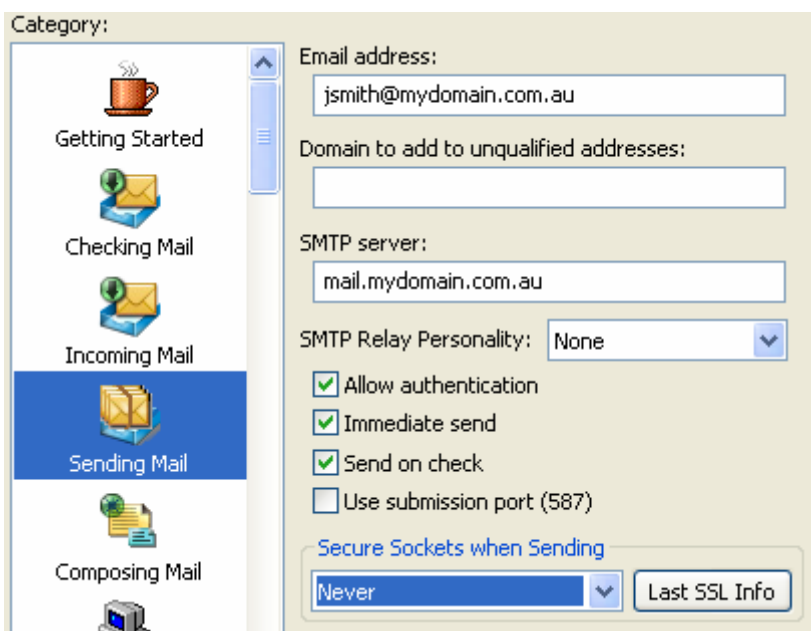 Category:
Getting Started
Checking Mail
Incoming Mail
Sending Mail
Composing Mail
Email address:
jsmith@mydomain.com.au
Domain to add to unqualified addresses:
SMTP server:
mail.mydomain.com.au
SMTP Relay Personality: None
Allow authentication
Immediate send
Send on check
Use submission port (587)
Secure Sockets when Sending
Never Last SSL Info